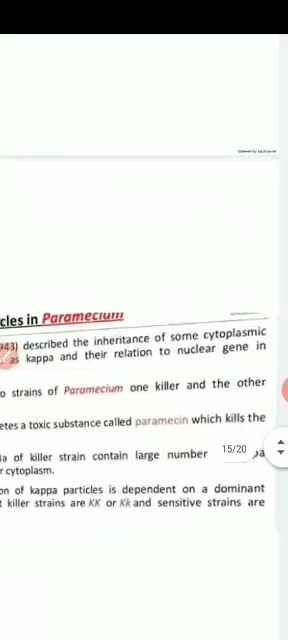 cles in Paramecium
943) described the inheritance of some cytoplasmic
as kappa and their relation to nuclear gene in
o strains of Paramecium one killer and the other
etes a toxic substance called paramecin which kills the
ia of killer strain contain large number
15/20
r cytoplasm.
on of kappa particles is dependent on a dominant
t killer strains are KK or Kk and sensitive strains are